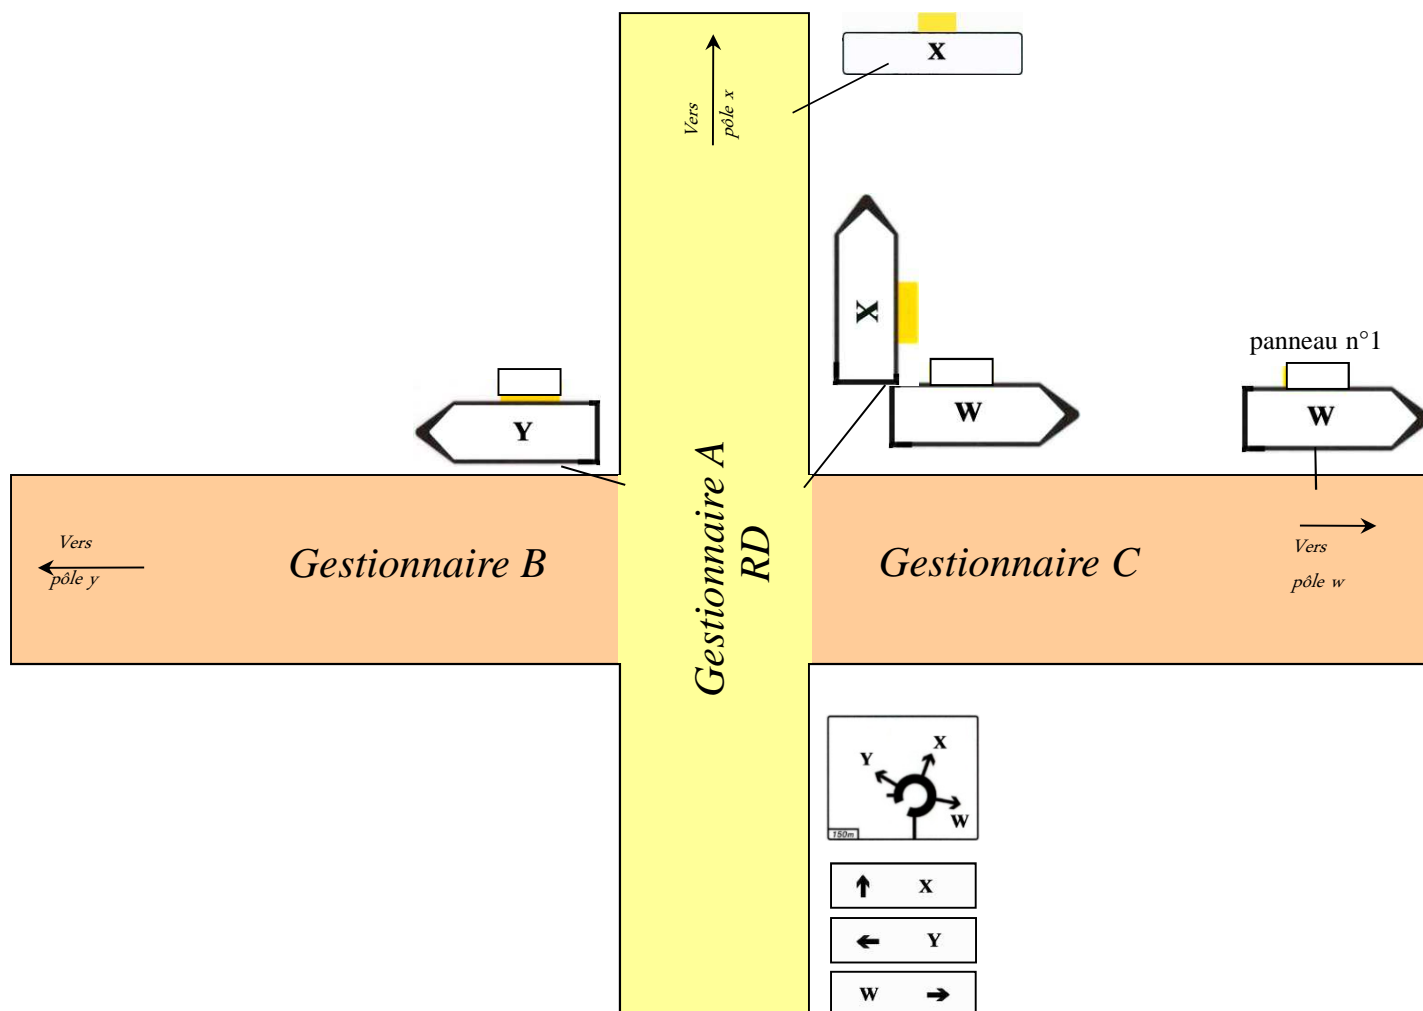 X
Vers
pôle x
X
panneau n°1
W
W
Y
Gestionnaire A
RD
Vers
pôle y
Gestionnaire B
Gestionnaire C
Vers
pôle w
X
Y
W
150m
X
Y
W